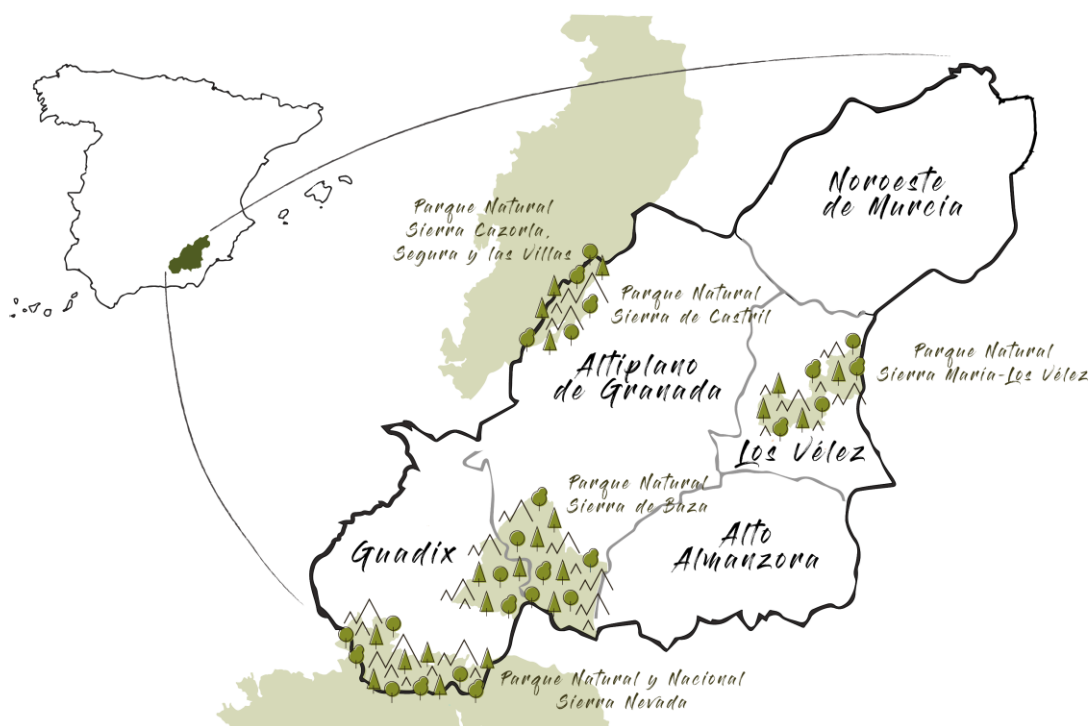 Noroeste
de Murcia
Parque Natural
Sierra Cazorla,
Segura y las Villas
Parque Natural
Sierra de Castril
Altiplano
de Granada
Parque Natural
Sierra María-Los Vélez
Los Vélez
Parque Natural
Sierra de Baza
Guadix
Alto
Almanzora
Parque Natural y Nacional
Sierra Nevada